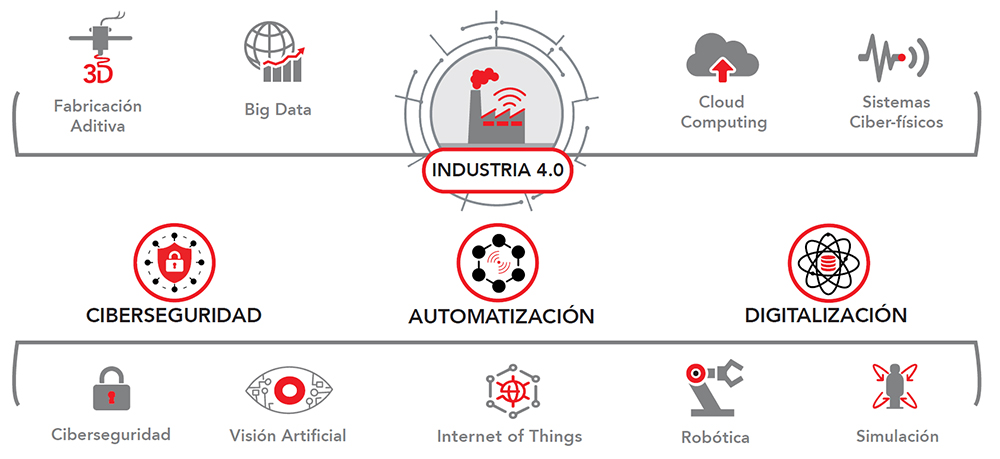 3D
Fabricación
Aditiva
Big Data
Cloud
Computing
Sistemas
Ciber-físicos
INDUSTRIA 4.0
CIBERSEGURIDAD
AUTOMATIZACIÓN
DIGITALIZACIÓN
Ciberseguridad
Visión Artificial
Internet of Things
Robótica
Simulación